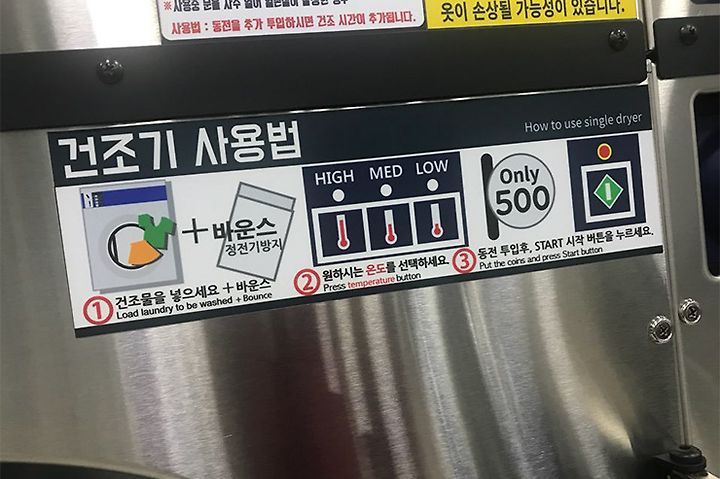 사용법 : 동전을 추가 투입하시면 건조 시간이 추가됩니다.
옷이 손상될 가능성이 있습니다.
건조기 사용법
How to use single dryer
+ 바운스
정전기방지
HIGH MED LOW
Only
500
① 건조물을 넣으세요 + 바운스
Load laundry to be washed + Bounce
② 원하시는 온도를 선택하세요.
Press temperature button
③ 동전 투입후, START 시작 버튼을 누르세요.
Put the coins and press Start button